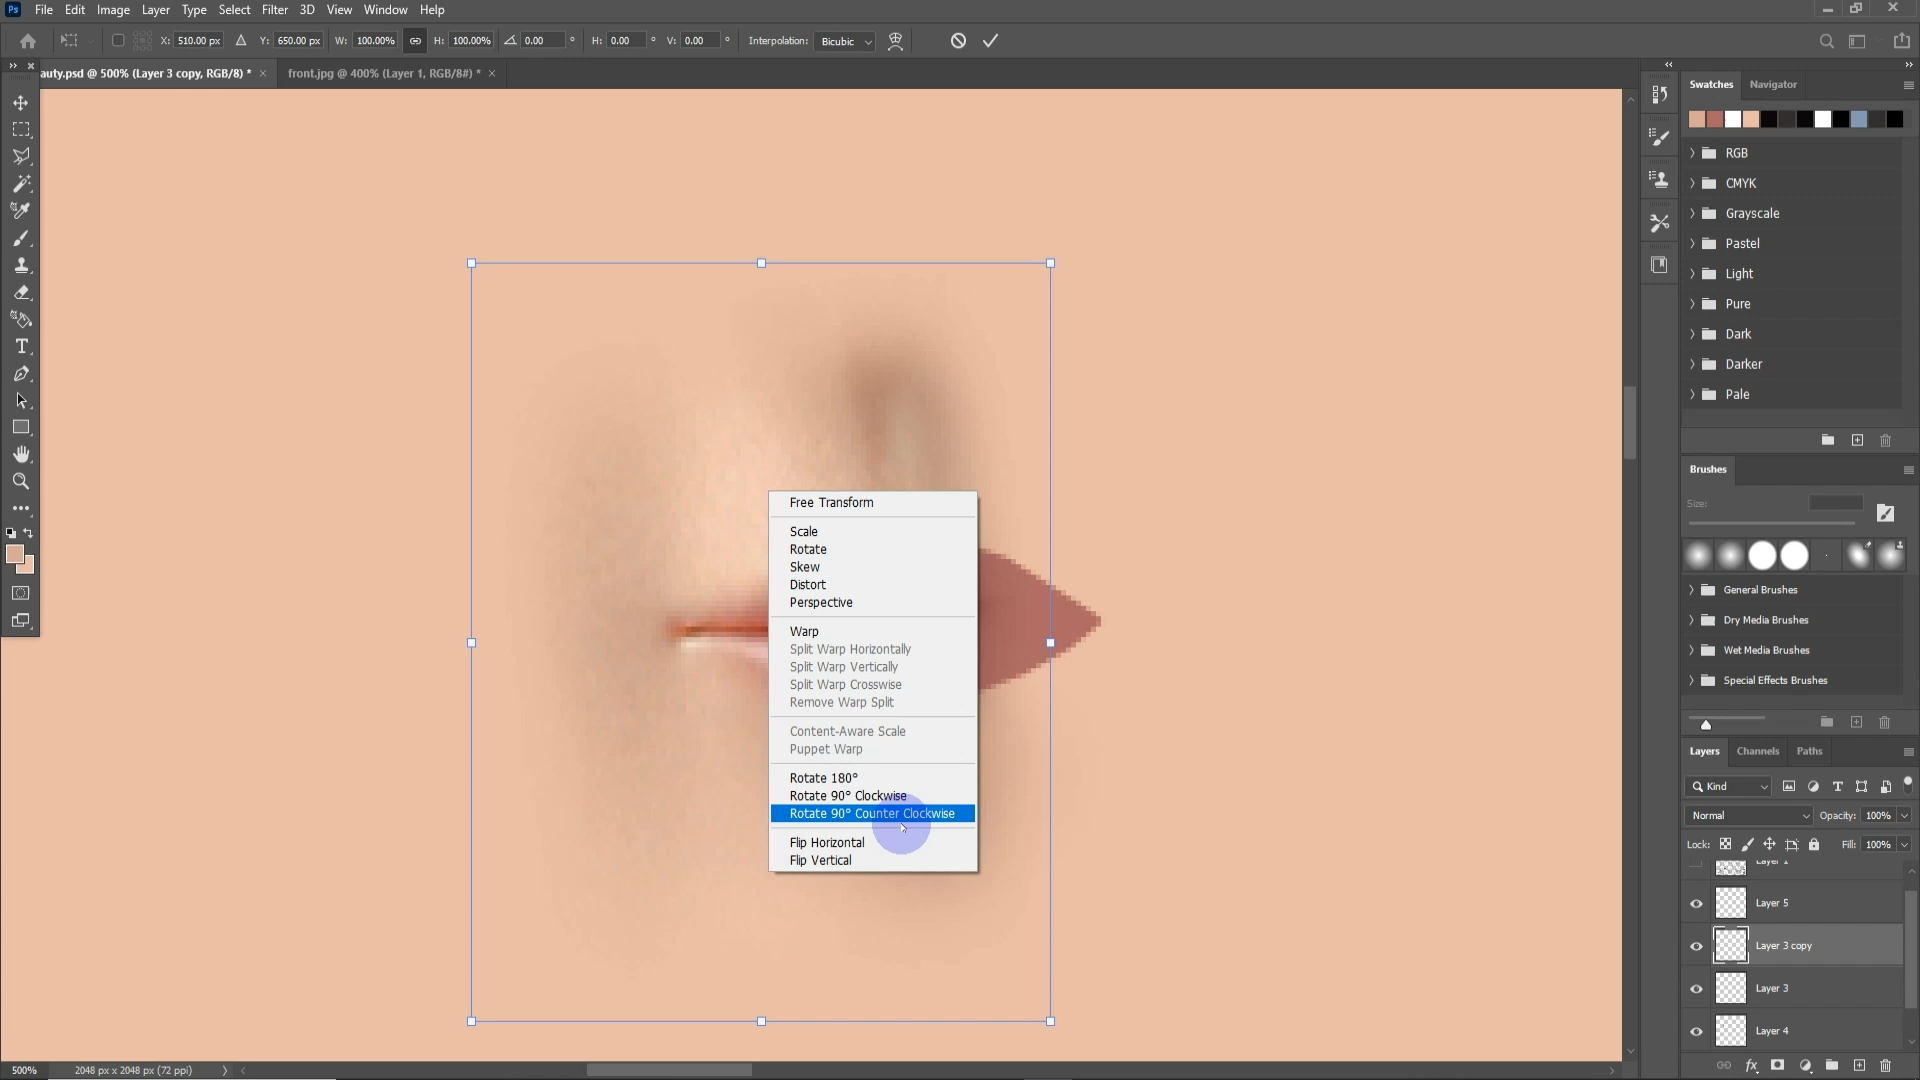 Ps File Edit Image Layer Type Select Filter 3D View Window Help
X: 510.00 px Y: 650.00 px W: 100.00% H: 100.00% 0.00 ° H: 0.00 ° V: 0.00 ° Interpolation: Bicubic
auty.psd @ 500% (Layer 3 copy, RGB/8) * × front.jpg @ 400% (Layer 1, RGB/8#) * ×
Swatches Navigator
RGB
CMYK
Grayscale
Pastel
Light
Pure
Dark
Darker
Pale
Brushes
Size:
General Brushes
Dry Media Brushes
Wet Media Brushes
Special Effects Brushes
Free Transform
Scale
Rotate
Skew
Distort
Perspective
Warp
Split Warp Horizontally
Split Warp Vertically
Split Warp Crosswise
Remove Warp Split
Content-Aware Scale
Puppet Warp
Rotate 180°
Rotate 90° Clockwise
Rotate 90° Counter Clockwise
Flip Horizontal
Flip Vertical
Layers Channels Paths
Kind
Normal Opacity: 100%
Lock: Fill: 100%
Layer 1
Layer 5
Layer 3 copy
Layer 3
Layer 4
500% 2048 px x 2048 px (72 ppi)